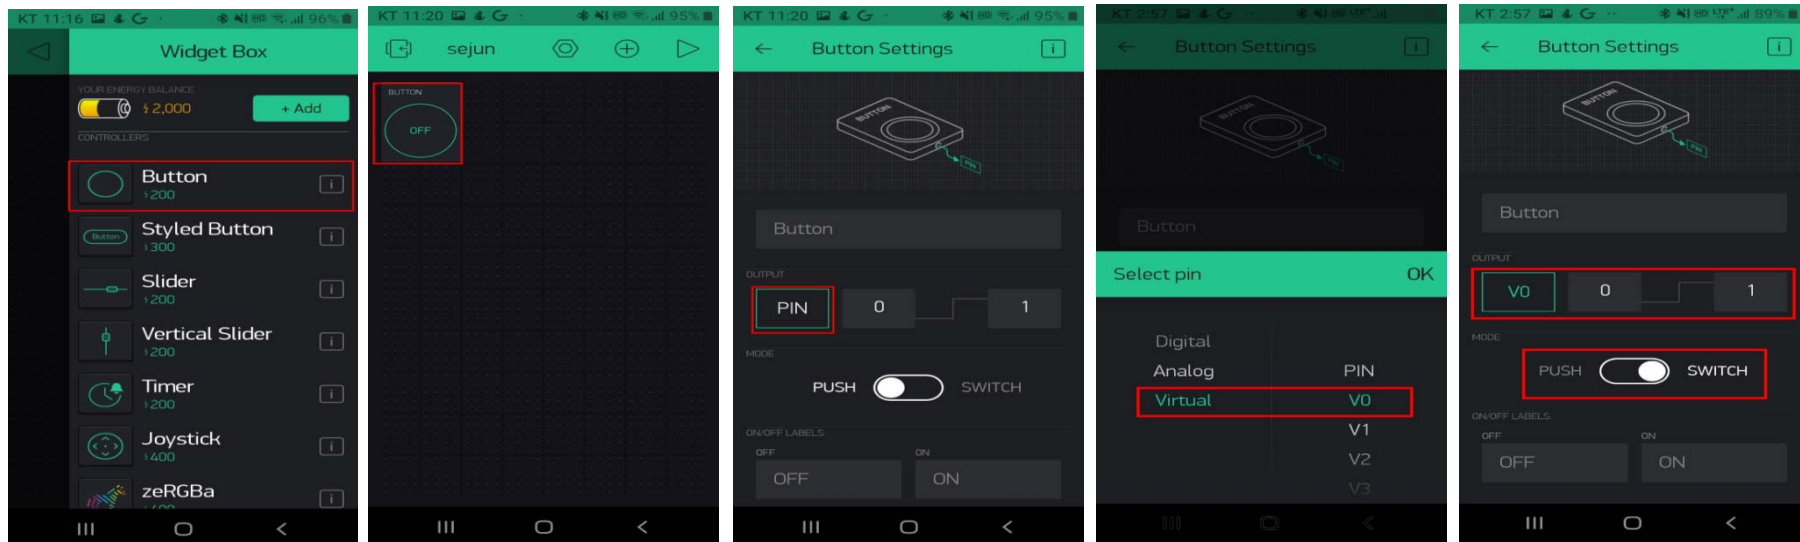 KT 11:16 96%
Widget Box
YOUR ENERGY BALANCE
2,000
+ Add
CONTROLLERS
Button
200
Styled Button
300
Slider
200
Vertical Slider
200
Timer
200
Joystick
400
zeRGBa
KT 11:20 95%
sejun
BUTTON
OFF
KT 11:20 95%
Button Settings
BUTTON
PIN
Button
OUTPUT
PIN 0 1
MODE
PUSH SWITCH
ON/OFF LABELS
OFF ON
OFF ON
KT 2:57
Button Settings
Button
Select pin OK
Digital
Analog PIN
Virtual V0
V1
V2
V3
KT 2:57 89%
Button Settings
BUTTON
PIN
Button
OUTPUT
V0 0 1
MODE
PUSH SWITCH
ON/OFF LABELS
OFF ON
OFF ON